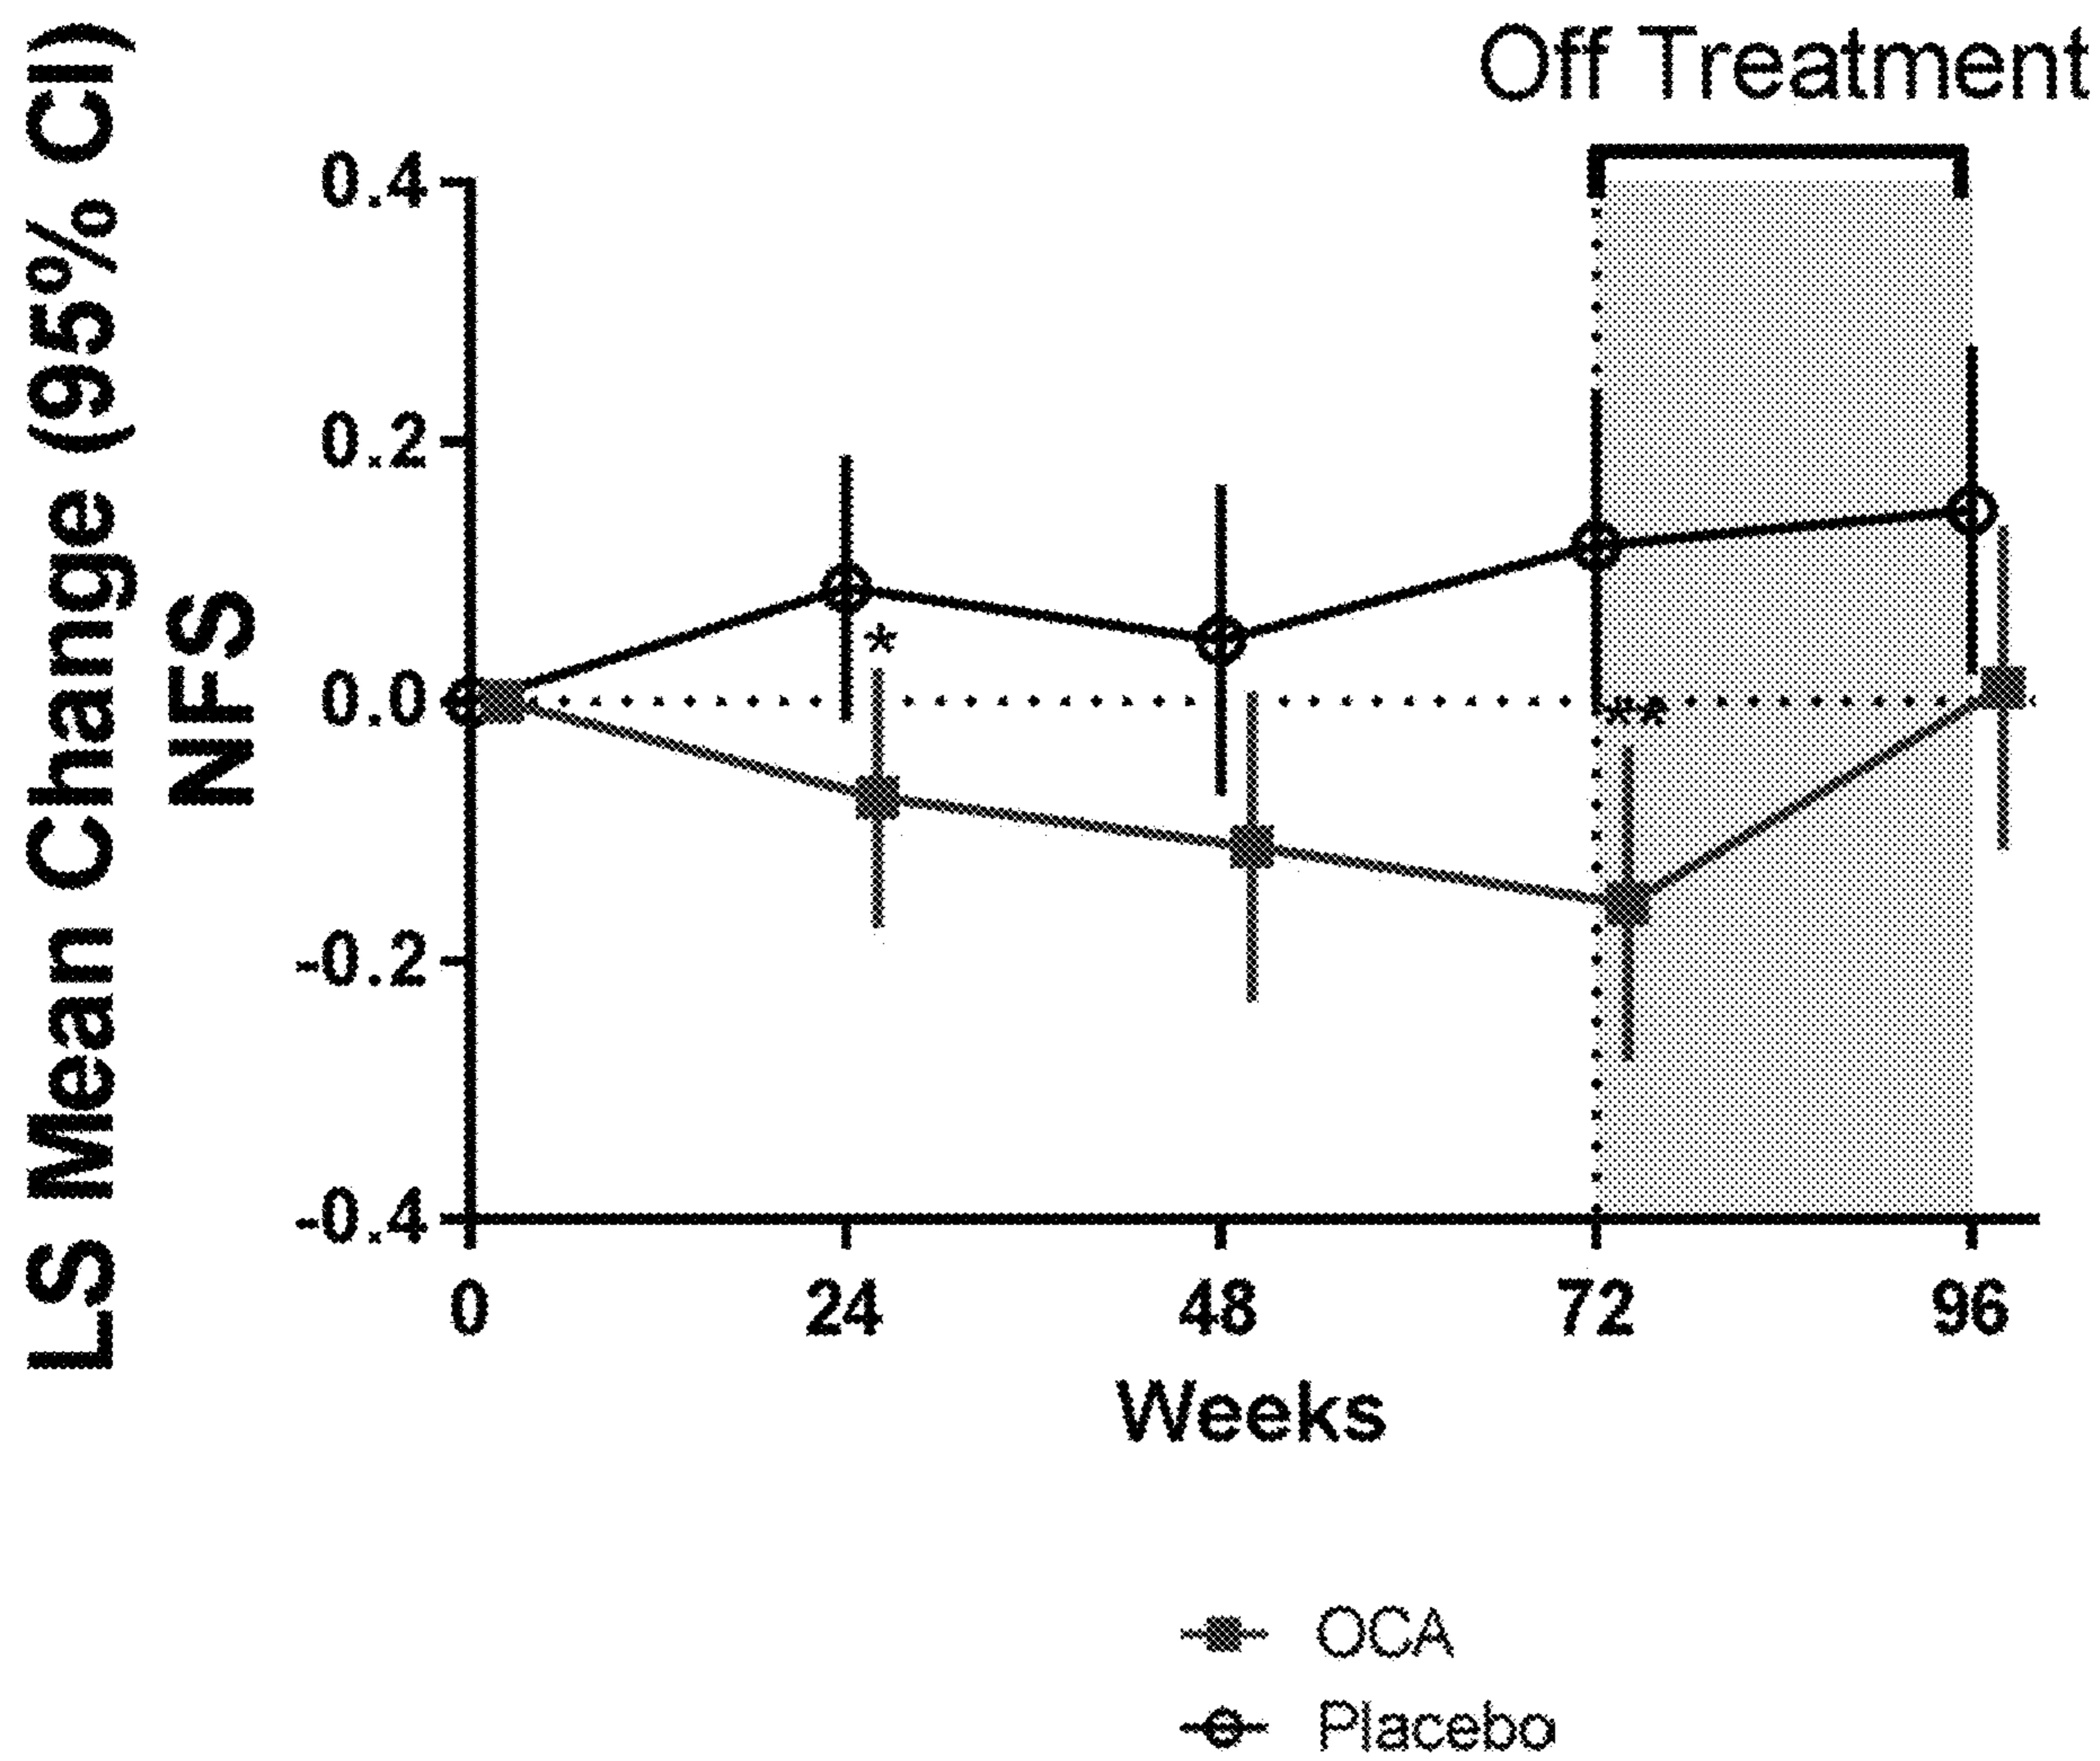 Off Treatment
LS Mean Change (95% CI)
NFS
0.4
0.2
0.0
-0.2
-0.4
*
**
0 24 48 72 96
Weeks
OCA
Placebo